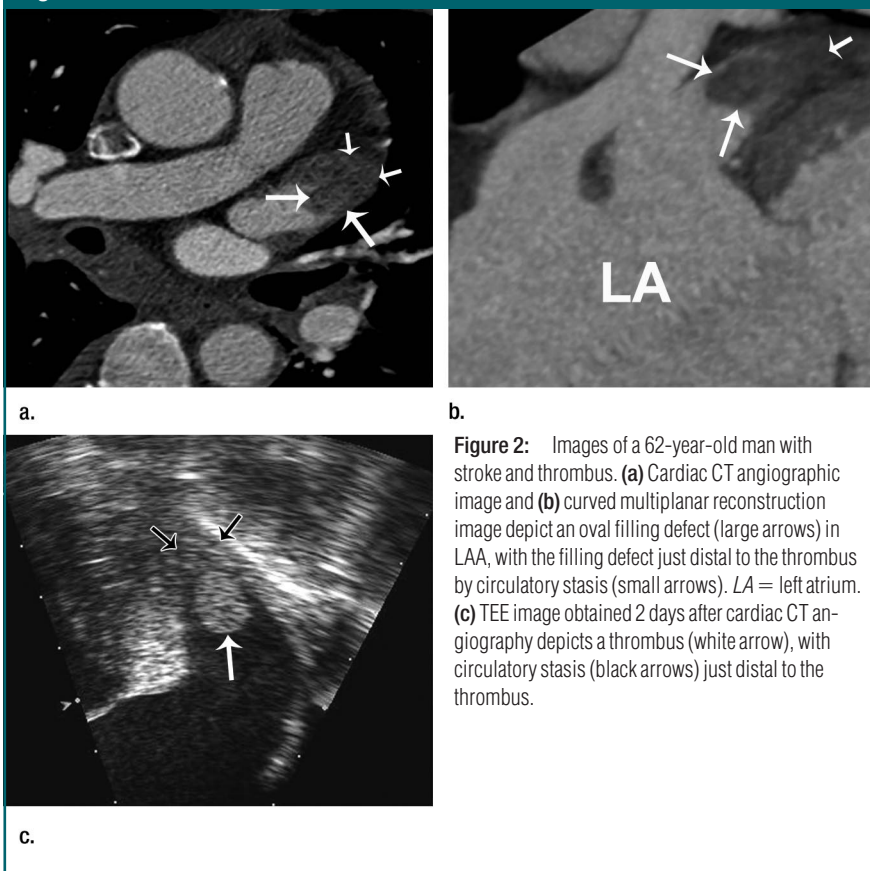 LA
a.
b.
Figure 2: Images of a 62-year-old man with
stroke and thrombus. (a) Cardiac CT angiographic
image and (b) curved multiplanar reconstruction
image depict an oval filling defect (large arrows) in
LAA, with the filling defect just distal to the thrombus
by circulatory stasis (small arrows). LA = left atrium.
(c) TEE image obtained 2 days after cardiac CT an-
giography depicts a thrombus (white arrow), with
circulatory stasis (black arrows) just distal to the
thrombus.
c.